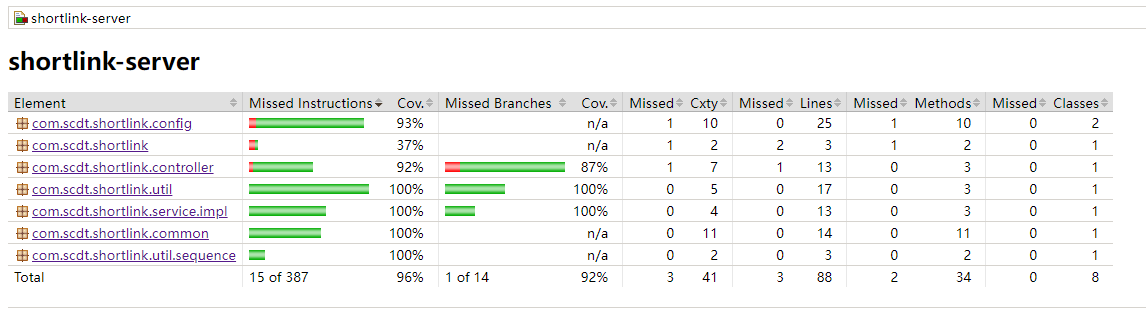 shortlink-server
shortlink-server
Element Missed Instructions Cov. Missed Branches Cov. Missed Cxty Missed Lines Missed Methods Missed Classes
com.scdt.shortlink.config 93% n/a 1 10 0 25 1 10 0 2
com.scdt.shortlink 37% n/a 1 2 2 3 1 2 0 1
com.scdt.shortlink.controller 92% 87% 1 7 1 13 0 3 0 1
com.scdt.shortlink.util 100% 100% 0 5 0 17 0 3 0 1
com.scdt.shortlink.service.impl 100% 100% 0 4 0 13 0 3 0 1
com.scdt.shortlink.common 100% n/a 0 11 0 14 0 11 0 1
com.scdt.shortlink.util.sequence 100% n/a 0 2 0 3 0 2 0 1
Total 15 of 387 96% 1 of 14 92% 3 41 3 88 2 34 0 8